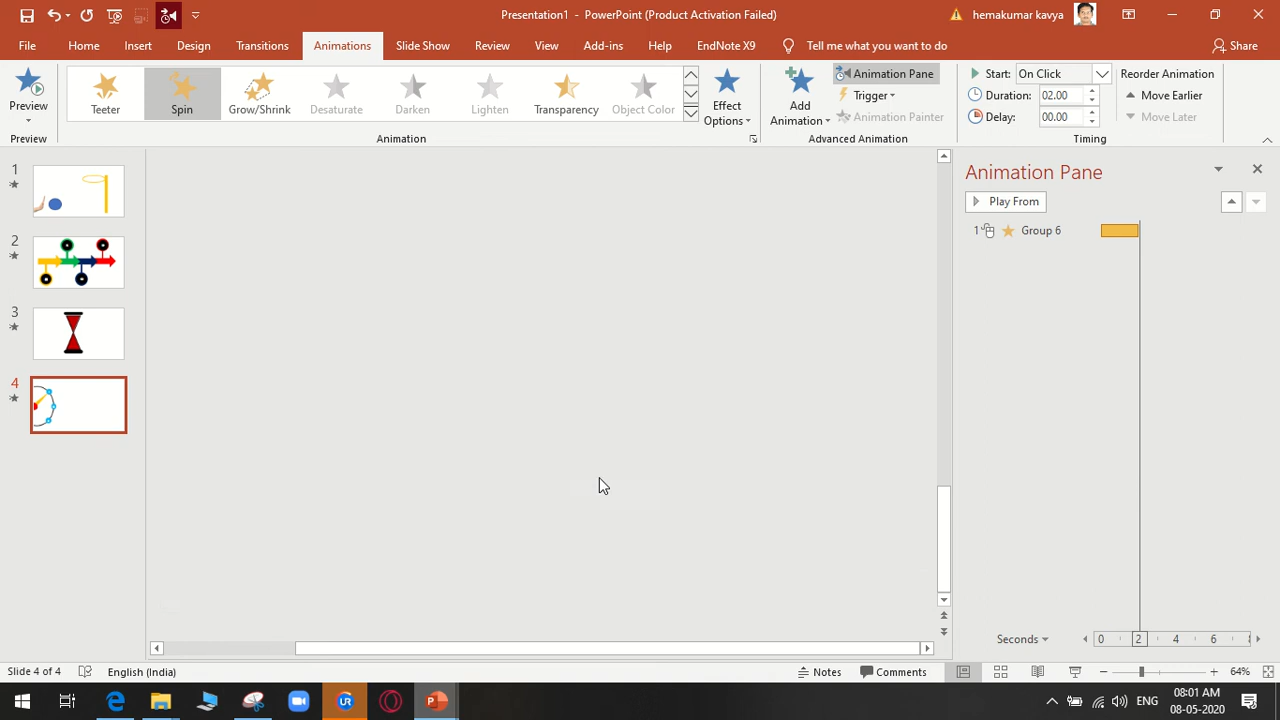 Presentation1 - PowerPoint (Product Activation Failed)
hemakumar kavya
File Home Insert Design Transitions Animations Slide Show Review View Add-ins Help EndNote X9 Tell me what you want to do Share
Preview
Teeter Spin Grow/Shrink Desaturate Darken Lighten Transparency Object Color
Effect Options
Add Animation
Animation Pane
Trigger
Animation Painter
Start: On Click
Duration: 02.00
Delay: 00.00
Reorder Animation
Move Earlier
Move Later
Preview Animation Advanced Animation Timing
1
2
3
4
Animation Pane
Play From
1 Group 6
Seconds 0 2 4 6
Slide 4 of 4 English (India) Notes Comments 64%
UR
ENG
08:01 AM
08-05-2020